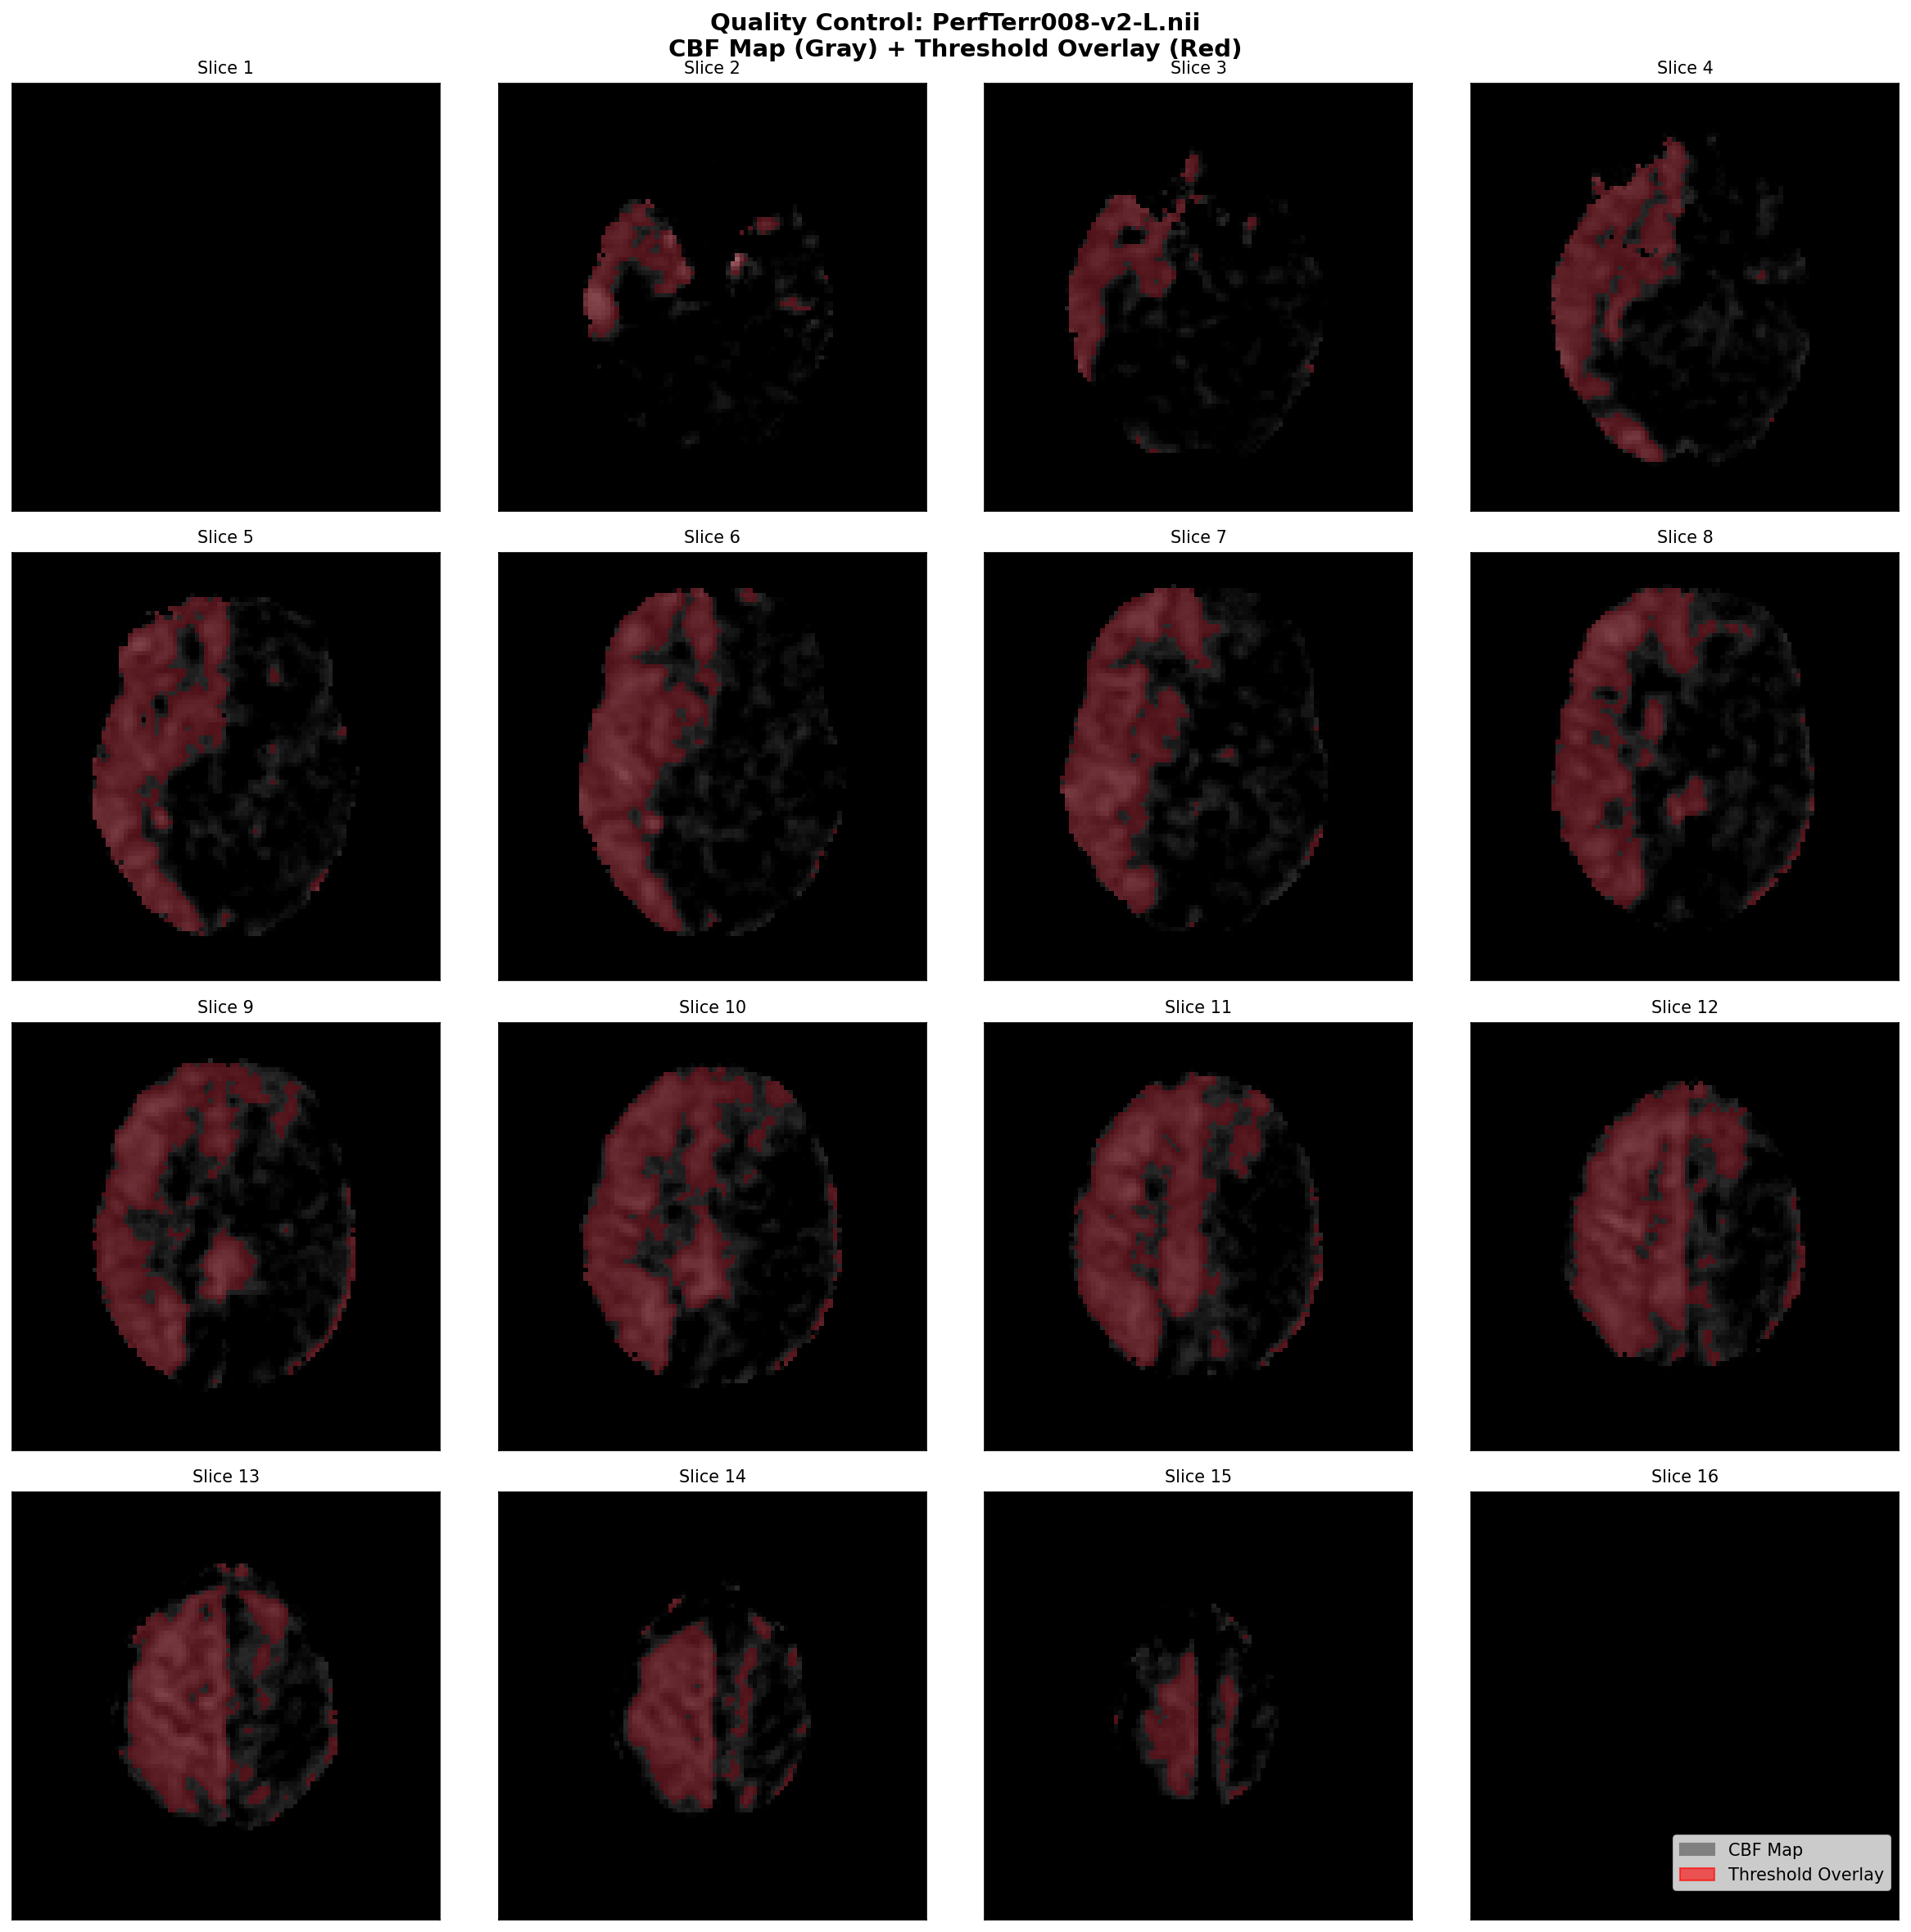 Quality Control: PerfTerr008-v2-L.nii
CBF Map (Gray) + Threshold Overlay (Red)
Slice 1
Slice 2
Slice 3
Slice 4
Slice 5
Slice 6
Slice 7
Slice 8
Slice 9
Slice 10
Slice 11
Slice 12
Slice 13
Slice 14
Slice 15
Slice 16
CBF Map
Threshold Overlay